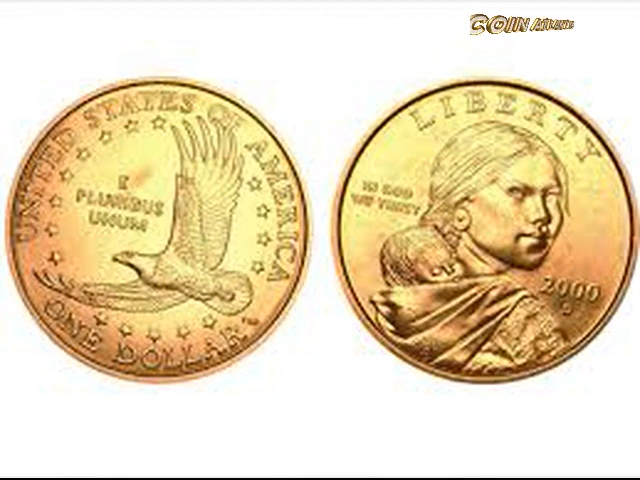 COIN
UNITED STATES OF AMERICA
E
PLURIBUS
UNUM
ONE DOLLAR
LIBERTY
IN GOD
WE TRUST
2000